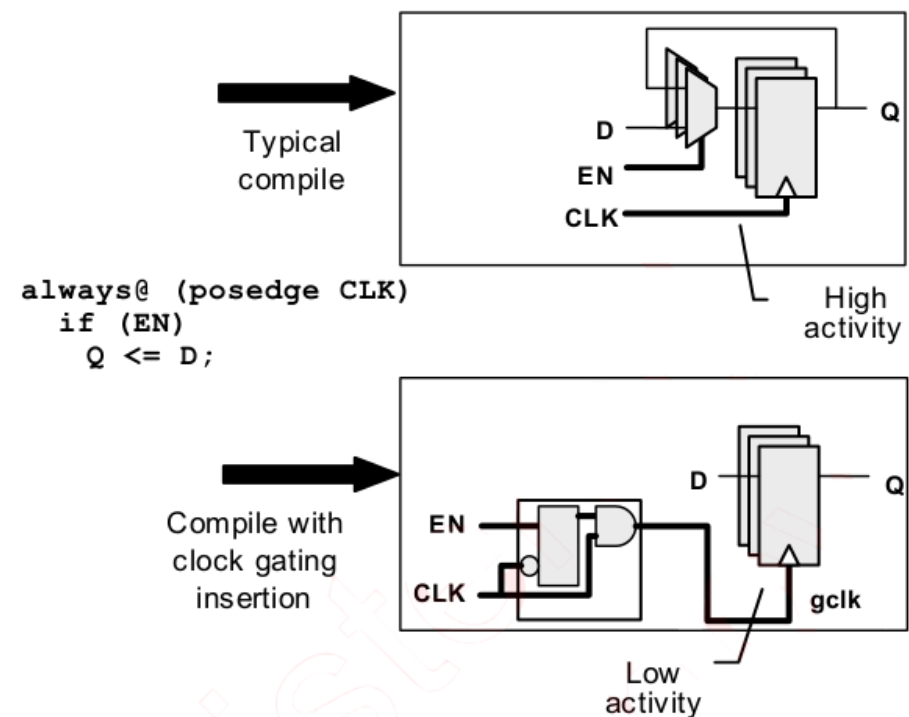 Typical
compile
D
EN
CLK
Q
High
activity
always@ (posedge CLK)
if (EN)
Q <= D;
Compile with
clock gating
insertion
EN
CLK
D
Q
gclk
Low
activity